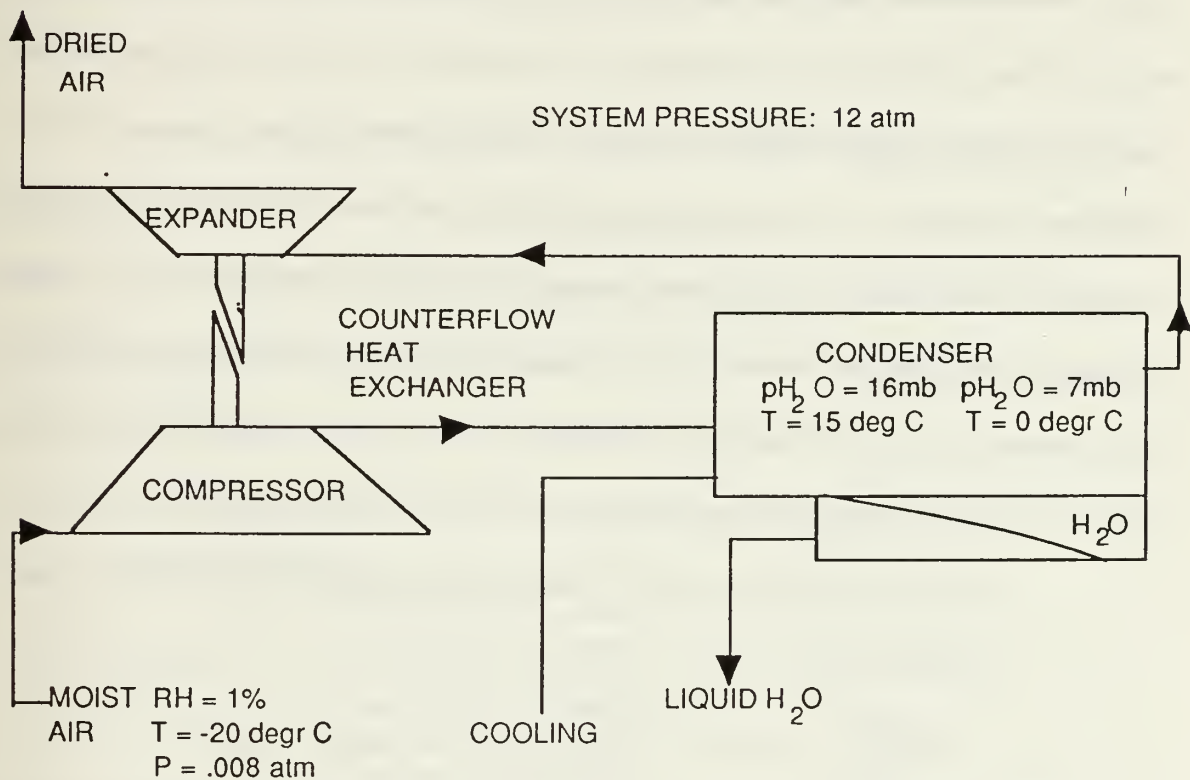 DRIED
AIR
SYSTEM PRESSURE: 12 atm
EXPANDER
COUNTERFLOW
HEAT
EXCHANGER
CONDENSER
pH₂O = 16mb pH₂O = 7mb
T = 15 deg C T = 0 degr C
COMPRESSOR
H₂O
MOIST RH = 1%
AIR T = -20 degr C
P = .008 atm
COOLING
LIQUID H₂O